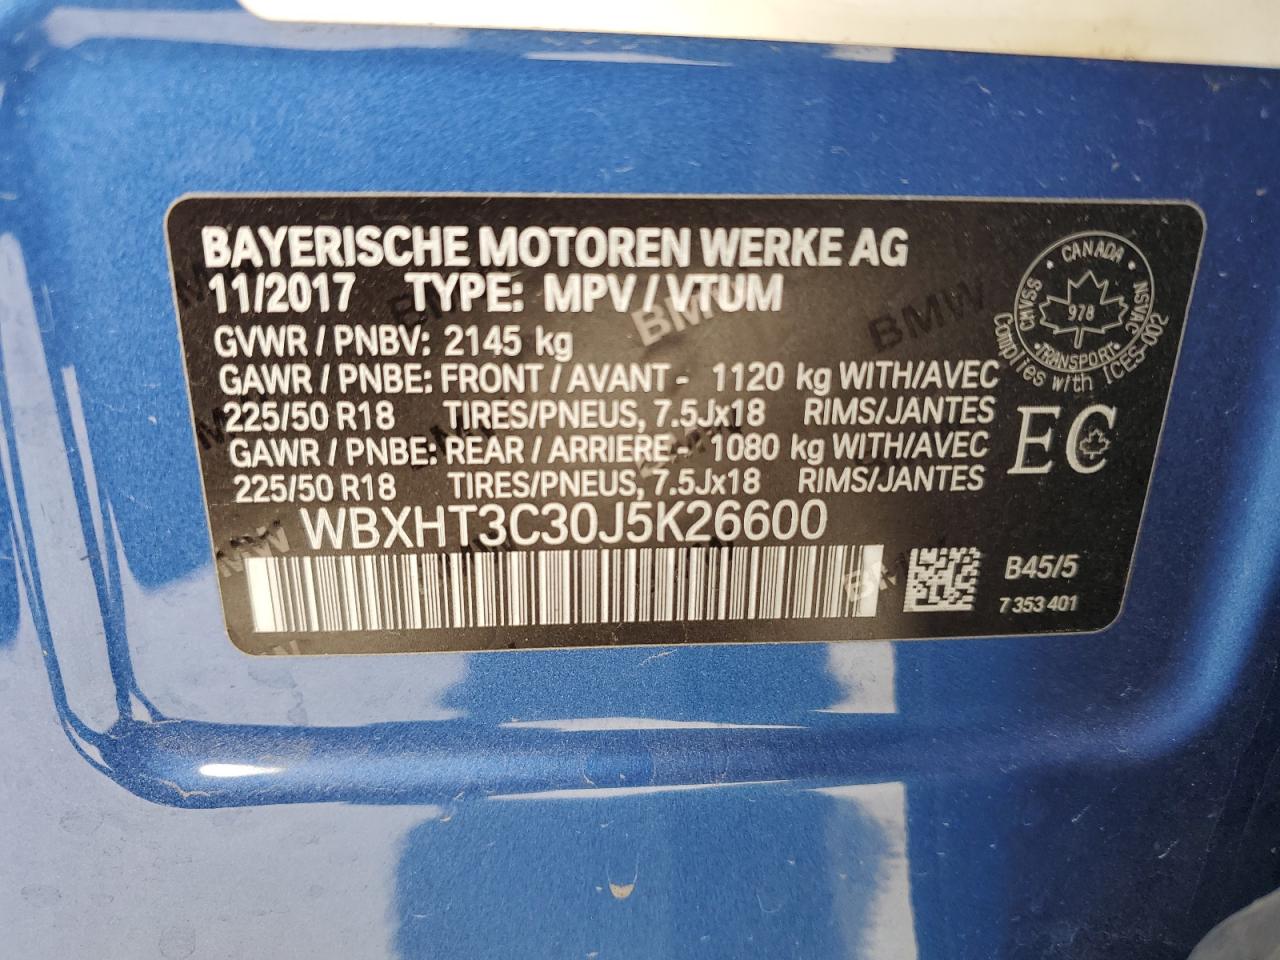 BAYERISCHE MOTOREN WERKE AG
11/2017 TYPE: MPV / VTUM
GVWR / PNBV: 2145 kg
GAWR / PNBE: FRONT / AVANT - 1120 kg WITH/AVEC
225/50 R18 TIRES/PNEUS, 7.5Jx18 RIMS/JANTES
GAWR / PNBE: REAR / ARRIERE - 1080 kg WITH/AVEC
225/50 R18 TIRES/PNEUS, 7.5Jx18 RIMS/JANTES
WBXHT3C30J5K26600
CANADA
CMVSS
NSVAC
978
TRANSPORT
Complies with ICES-002
EC
B45/5
7 353 401
BMW
BMW